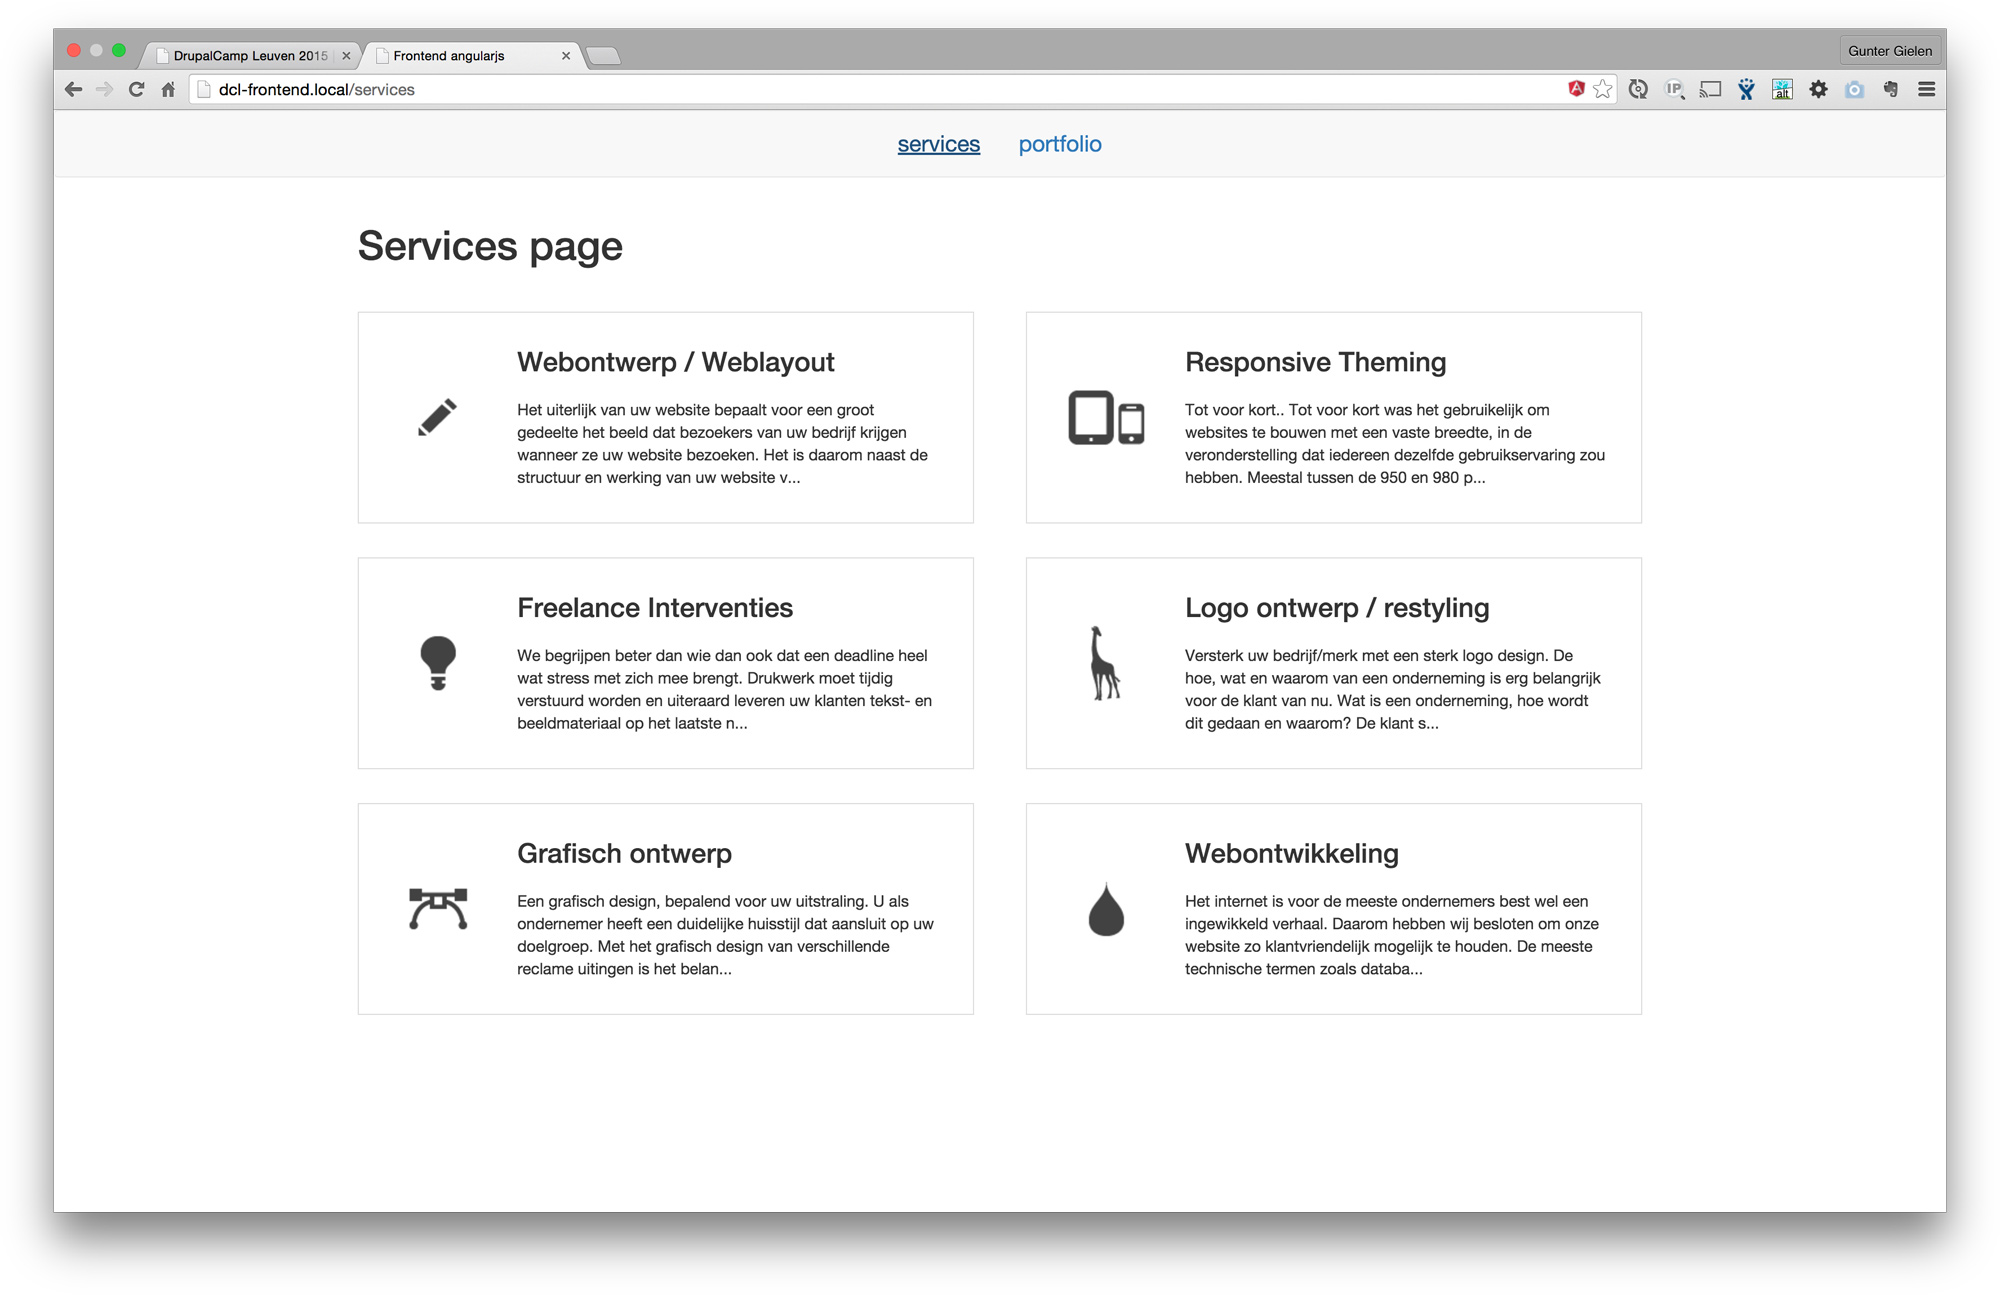 DrupalCamp Leuven 2015
Frontend angularjs
Gunter Gielen
dcl-frontend.local/services
IP
alt
services
portfolio
Services page
Webontwerp / Weblayout
Het uiterlijk van uw website bepaalt voor een groot
gedeelte het beeld dat bezoekers van uw bedrijf krijgen
wanneer ze uw website bezoeken. Het is daarom naast de
structuur en werking van uw website v...
Responsive Theming
Tot voor kort.. Tot voor kort was het gebruikelijk om
websites te bouwen met een vaste breedte, in de
veronderstelling dat iedereen dezelfde gebruikservaring zou
hebben. Meestal tussen de 950 en 980 p...
Freelance Interventies
We begrijpen beter dan wie dan ook dat een deadline heel
wat stress met zich mee brengt. Drukwerk moet tijdig
verstuurd worden en uiteraard leveren uw klanten tekst- en
beeldmateriaal op het laatste n...
Logo ontwerp / restyling
Versterk uw bedrijf/merk met een sterk logo design. De
hoe, wat en waarom van een onderneming is erg belangrijk
voor de klant van nu. Wat is een onderneming, hoe wordt
dit gedaan en waarom? De klant s...
Grafisch ontwerp
Een grafisch design, bepalend voor uw uitstraling. U als
ondernemer heeft een duidelijke huisstijl dat aansluit op uw
doelgroep. Met het grafisch design van verschillende
reclame uitingen is het belan...
Webontwikkeling
Het internet is voor de meeste ondernemers best wel een
ingewikkeld verhaal. Daarom hebben wij besloten om onze
website zo klantvriendelijk mogelijk te houden. De meeste
technische termen zoals databa...